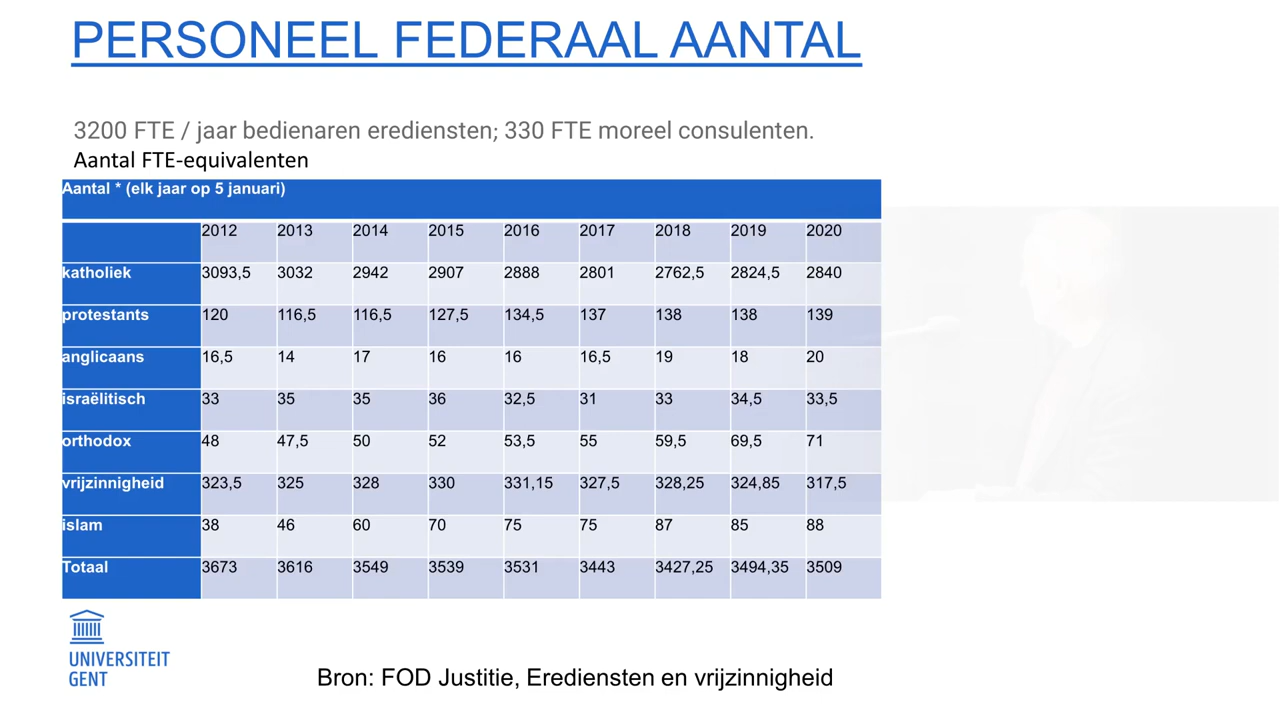 PERSONEEL FEDERAAL AANTAL
3200 FTE / jaar bedienaren erediensten; 330 FTE moreel consulenten.
Aantal FTE-equivalenten
Aantal * (elk jaar op 5 januari)
2012 2013 2014 2015 2016 2017 2018 2019 2020
katholiek 3093,5 3032 2942 2907 2888 2801 2762,5 2824,5 2840
protestants 120 116,5 116,5 127,5 134,5 137 138 138 139
anglicaans 16,5 14 17 16 16 16,5 19 18 20
israëlitisch 33 35 35 36 32,5 31 33 34,5 33,5
orthodox 48 47,5 50 52 53,5 55 59,5 69,5 71
vrijzinnigheid 323,5 325 328 330 331,15 327,5 328,25 324,85 317,5
islam 38 46 60 70 75 75 87 85 88
Totaal 3673 3616 3549 3539 3531 3443 3427,25 3494,35 3509
UNIVERSITEIT
GENT
Bron: FOD Justitie, Erediensten en vrijzinnigheid